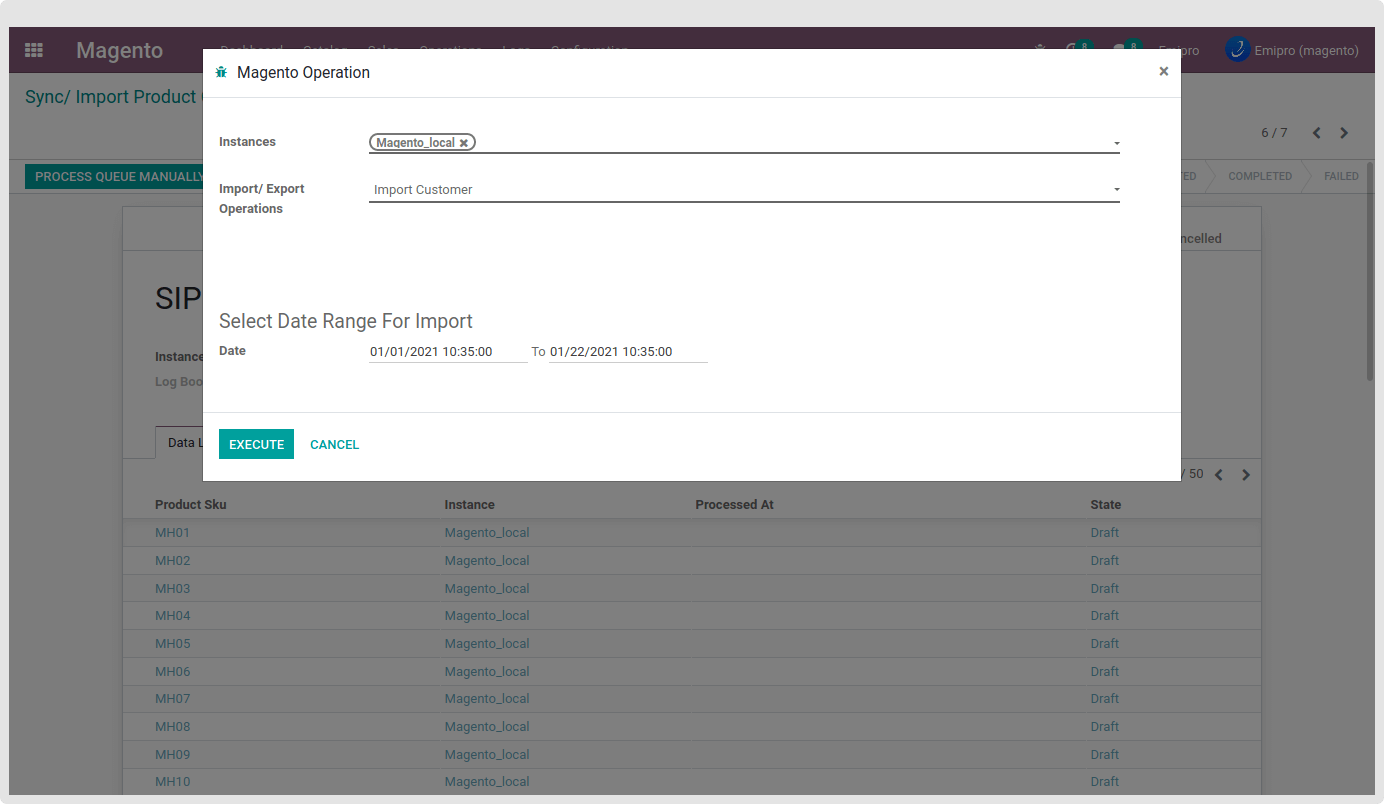 Magento
Emipro (magento)
Magento Operation
Sync/ Import Product
6 / 7
Instances
Magento_local
PROCESS QUEUE MANUALLY
COMPLETED
FAILED
Import/ Export
Operations
Import Customer
SIP
Select Date Range For Import
Date
01/01/2021 10:35:00
To
01/22/2021 10:35:00
Instance
EXECUTE
CANCEL
/ 50
Product Sku Instance Processed At State
MH01 Magento_local Draft
MH02 Magento_local Draft
MH03 Magento_local Draft
MH04 Magento_local Draft
MH05 Magento_local Draft
MH06 Magento_local Draft
MH07 Magento_local Draft
MH08 Magento_local Draft
MH09 Magento_local Draft
MH10 Magento_local Draft